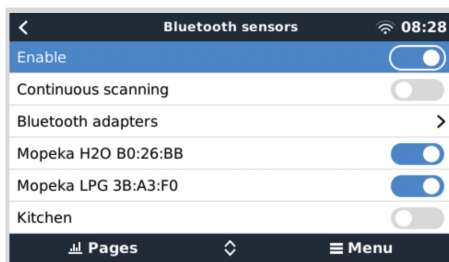 Bluetooth sensors 08:28
Enable
Continuous scanning
Bluetooth adapters
Mopeka H2O B0:26:BB
Mopeka LPG 3B:A3:F0
Kitchen
Pages Menu